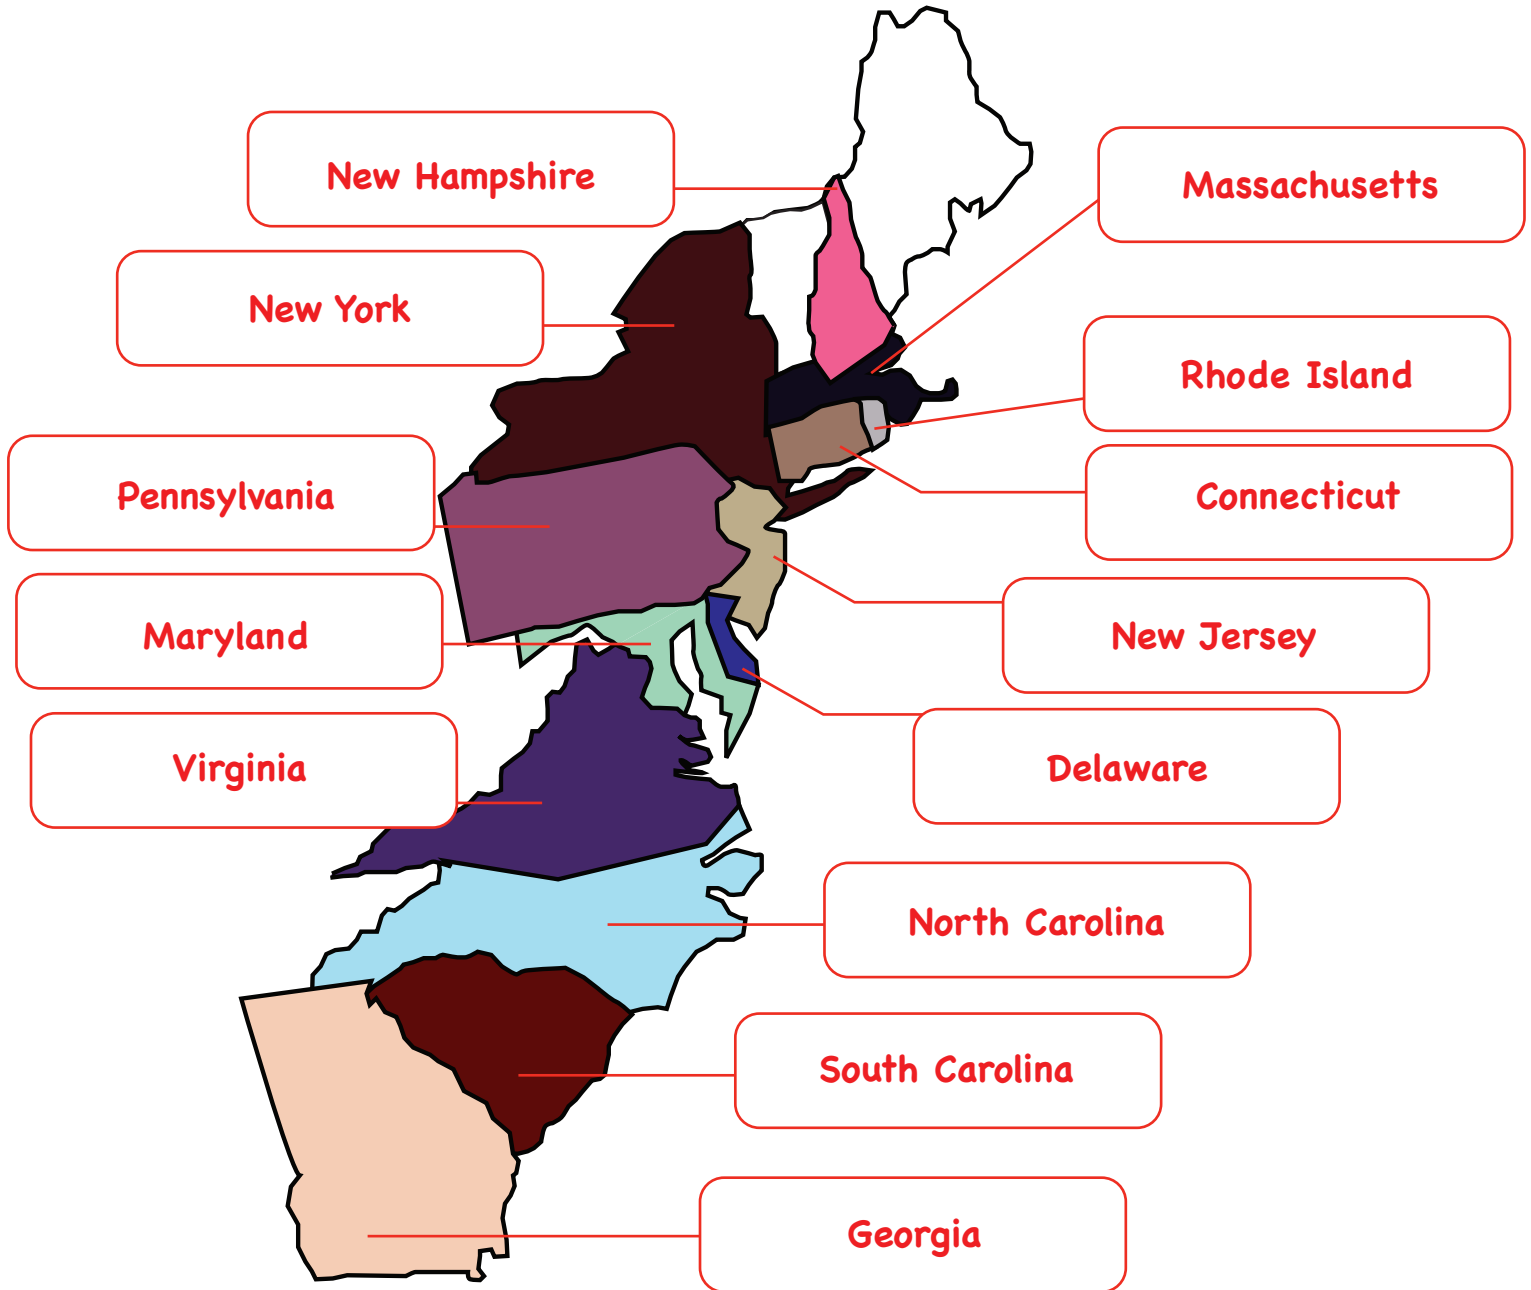 New Hampshire
Massachusetts
New York
Rhode Island
Pennsylvania
Connecticut
Maryland
New Jersey
Virginia
Delaware
North Carolina
South Carolina
Georgia